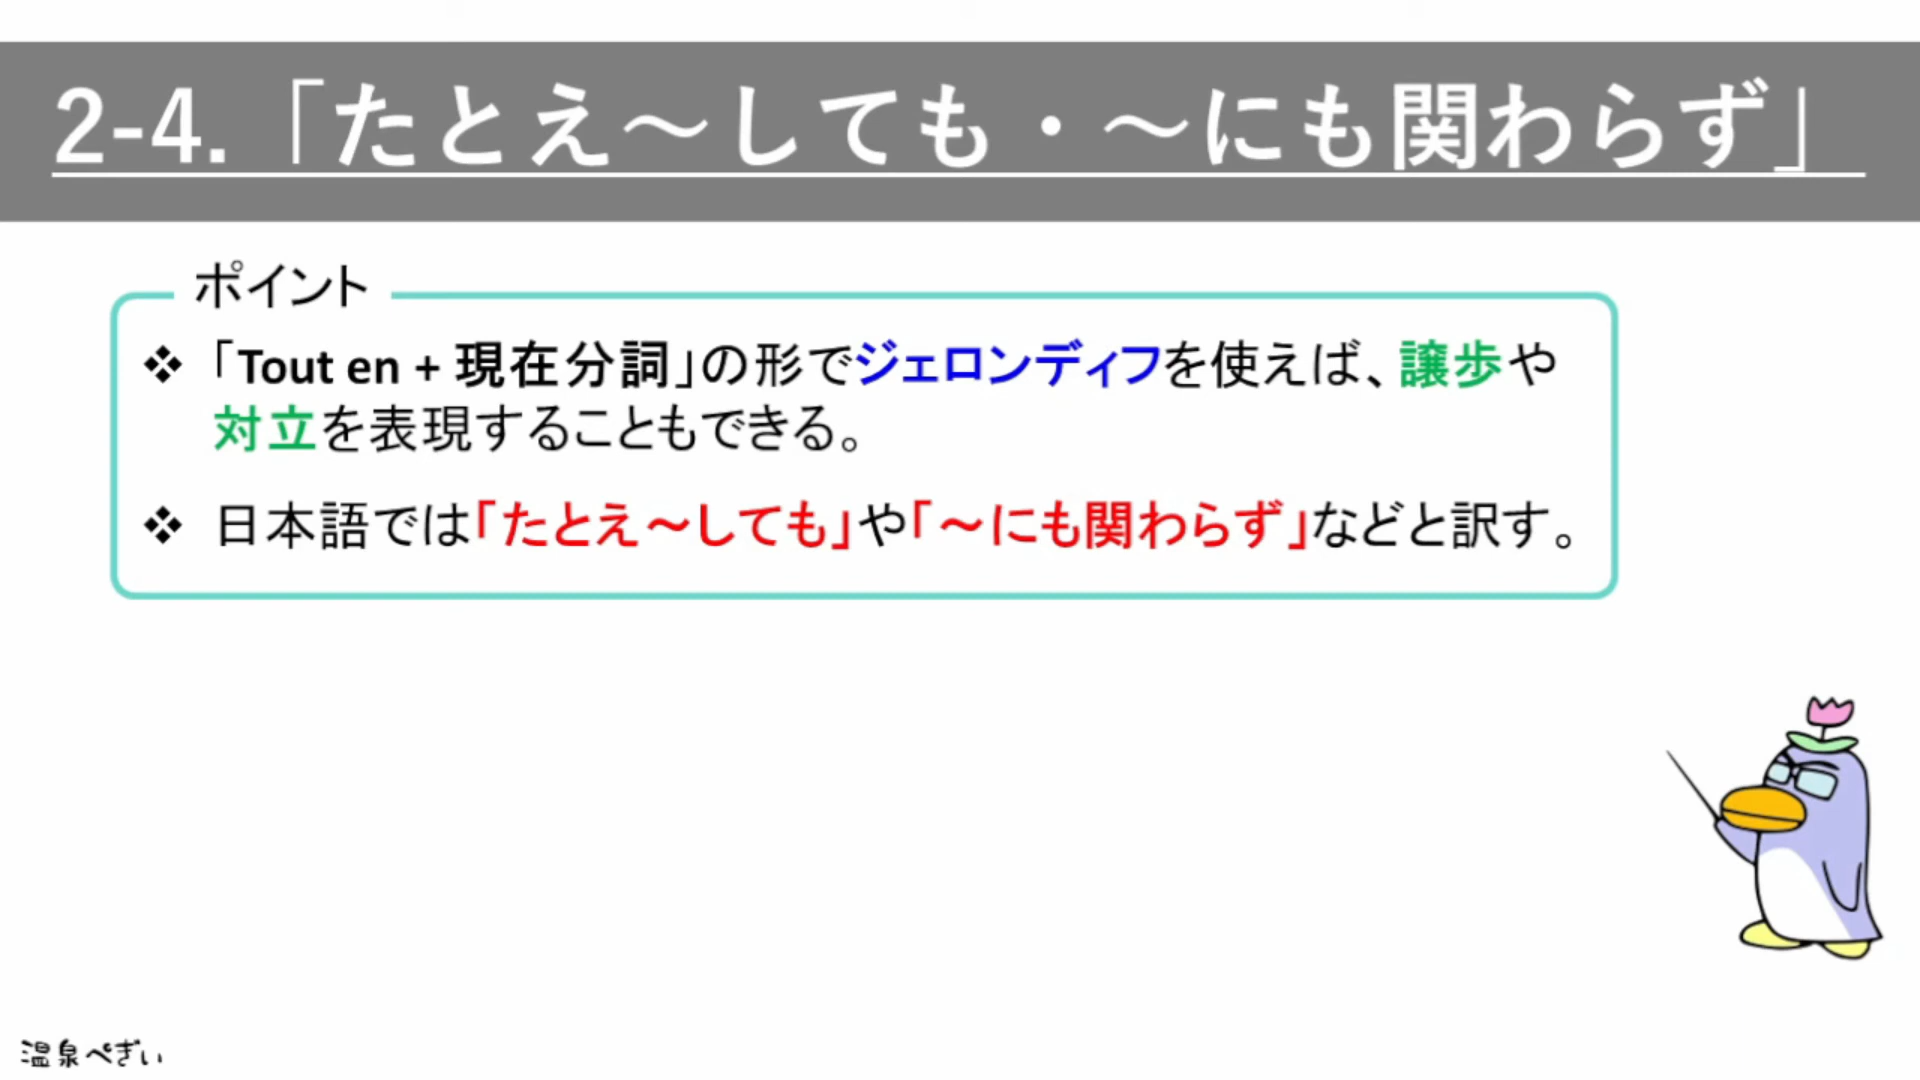 2-4.「たとえ～しても・～にも関わらず」
ポイント
❖ 「Tout en + 現在分詞」の形でジェロンディフを使えば、譲歩や
対立を表現することもできる。
❖ 日本語では「たとえ～しても」や「～にも関わらず」などと訳す。
温泉ぺぎぃ